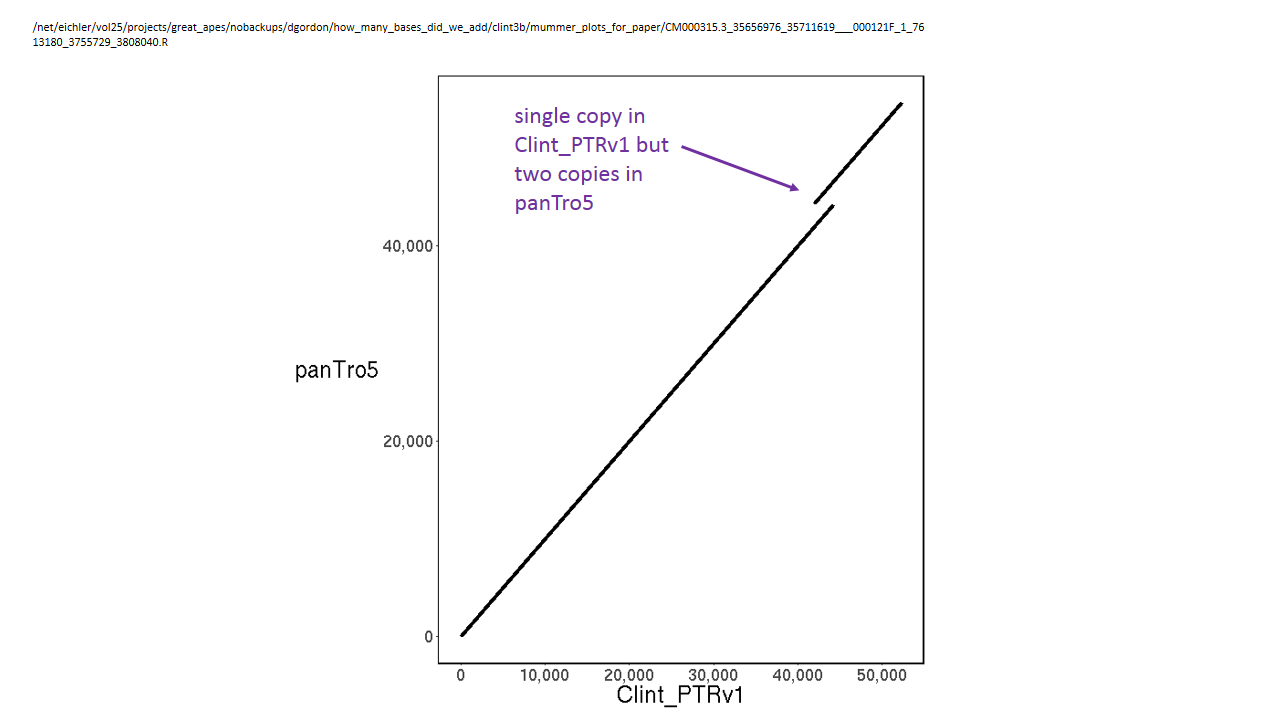 /net/eichler/vol25/projects/great_apes/nobackups/dgordon/how_many_bases_did_we_add/clint3b/mummer_plots_for_paper/CM000315.3_35656976_35711619___000121F_1_76
13180_3755729_3808040.R
single copy in
Clint_PTRv1 but
two copies in
panTro5
40,000
panTro5
20,000
0
0 10,000 20,000 30,000 40,000 50,000
Clint_PTRv1